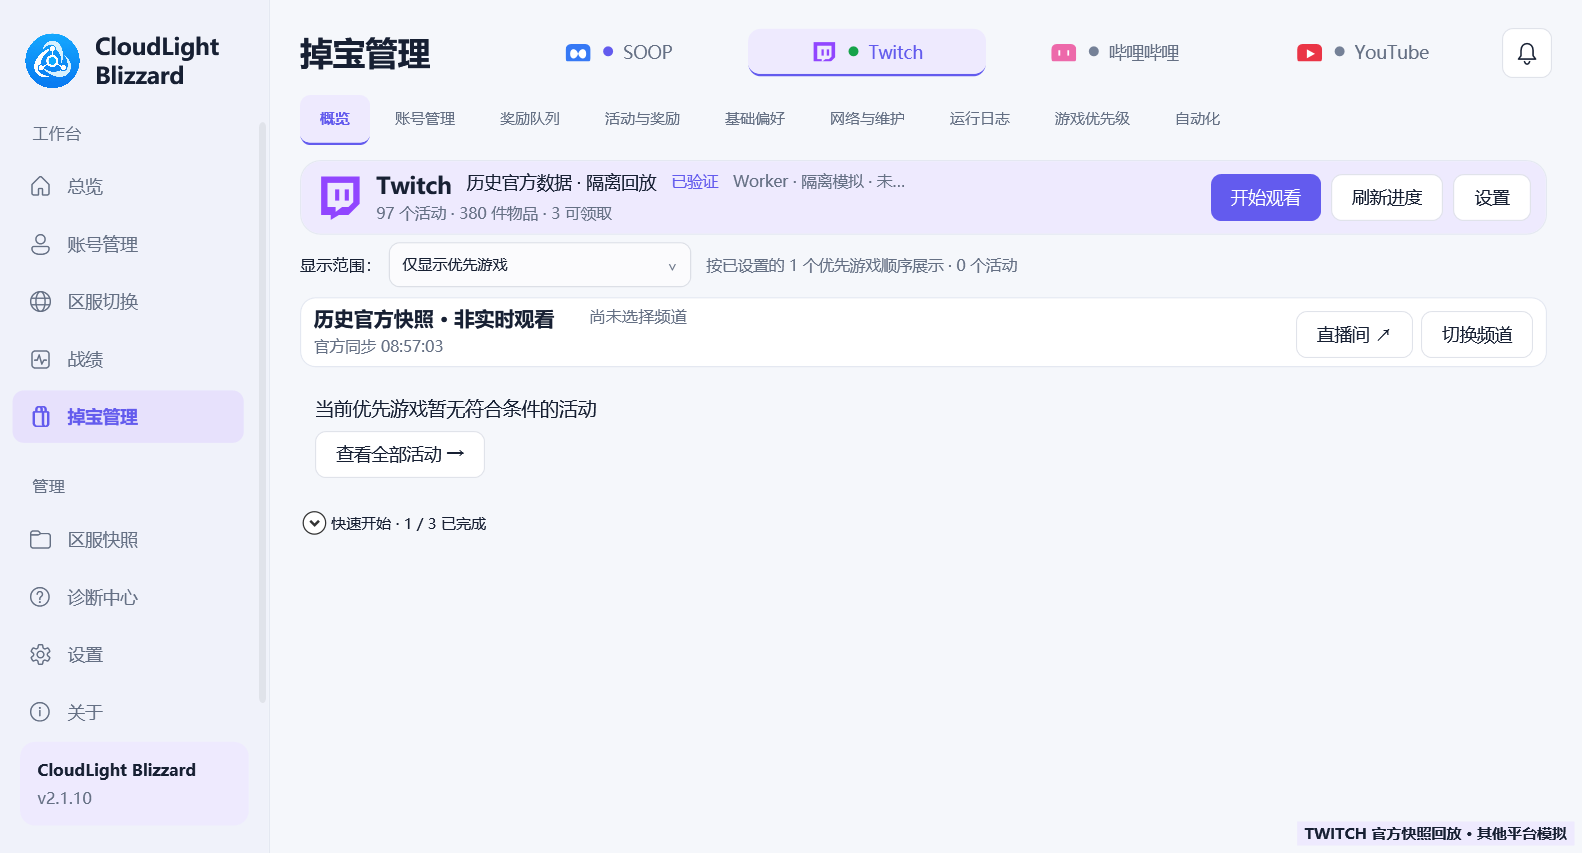 CloudLight
Blizzard
工作台
总览
账号管理
区服切换
战绩
掉宝管理
管理
区服快照
诊断中心
设置
关于
CloudLight Blizzard
v2.1.10
掉宝管理
SOOP
Twitch
哔哩哔哩
YouTube
概览
账号管理
奖励队列
活动与奖励
基础偏好
网络与维护
运行日志
游戏优先级
自动化
Twitch 历史官方数据 · 隔离回放 已验证 Worker · 隔离模拟 · 未...
97 个活动 · 380 件物品 · 3 可领取
开始观看
刷新进度
设置
显示范围： 仅显示优先游戏 按已设置的 1 个优先游戏顺序展示 · 0 个活动
历史官方快照 • 非实时观看 尚未选择频道
官方同步 08:57:03
直播间 ↗
切换频道
当前优先游戏暂无符合条件的活动
查看全部活动 →
快速开始 · 1 / 3 已完成
TWITCH 官方快照回放 • 其他平台模拟